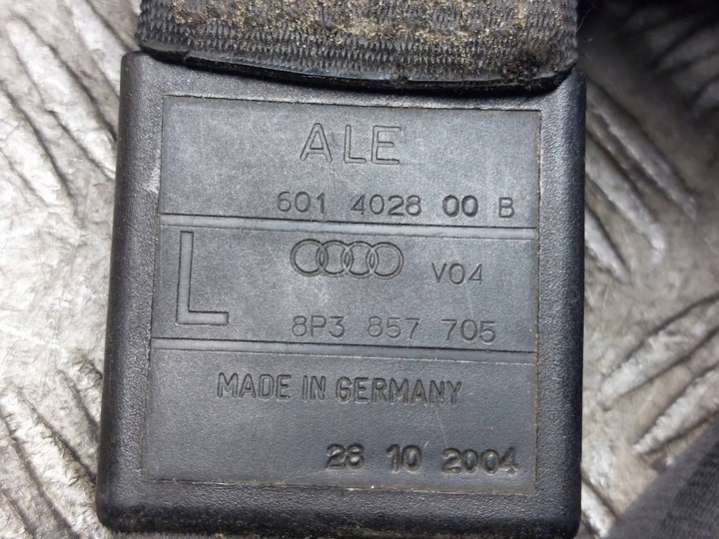 ALE
601 4028 00 B
L
V04
8P3 857 705
MADE IN GERMANY
28 10 2004